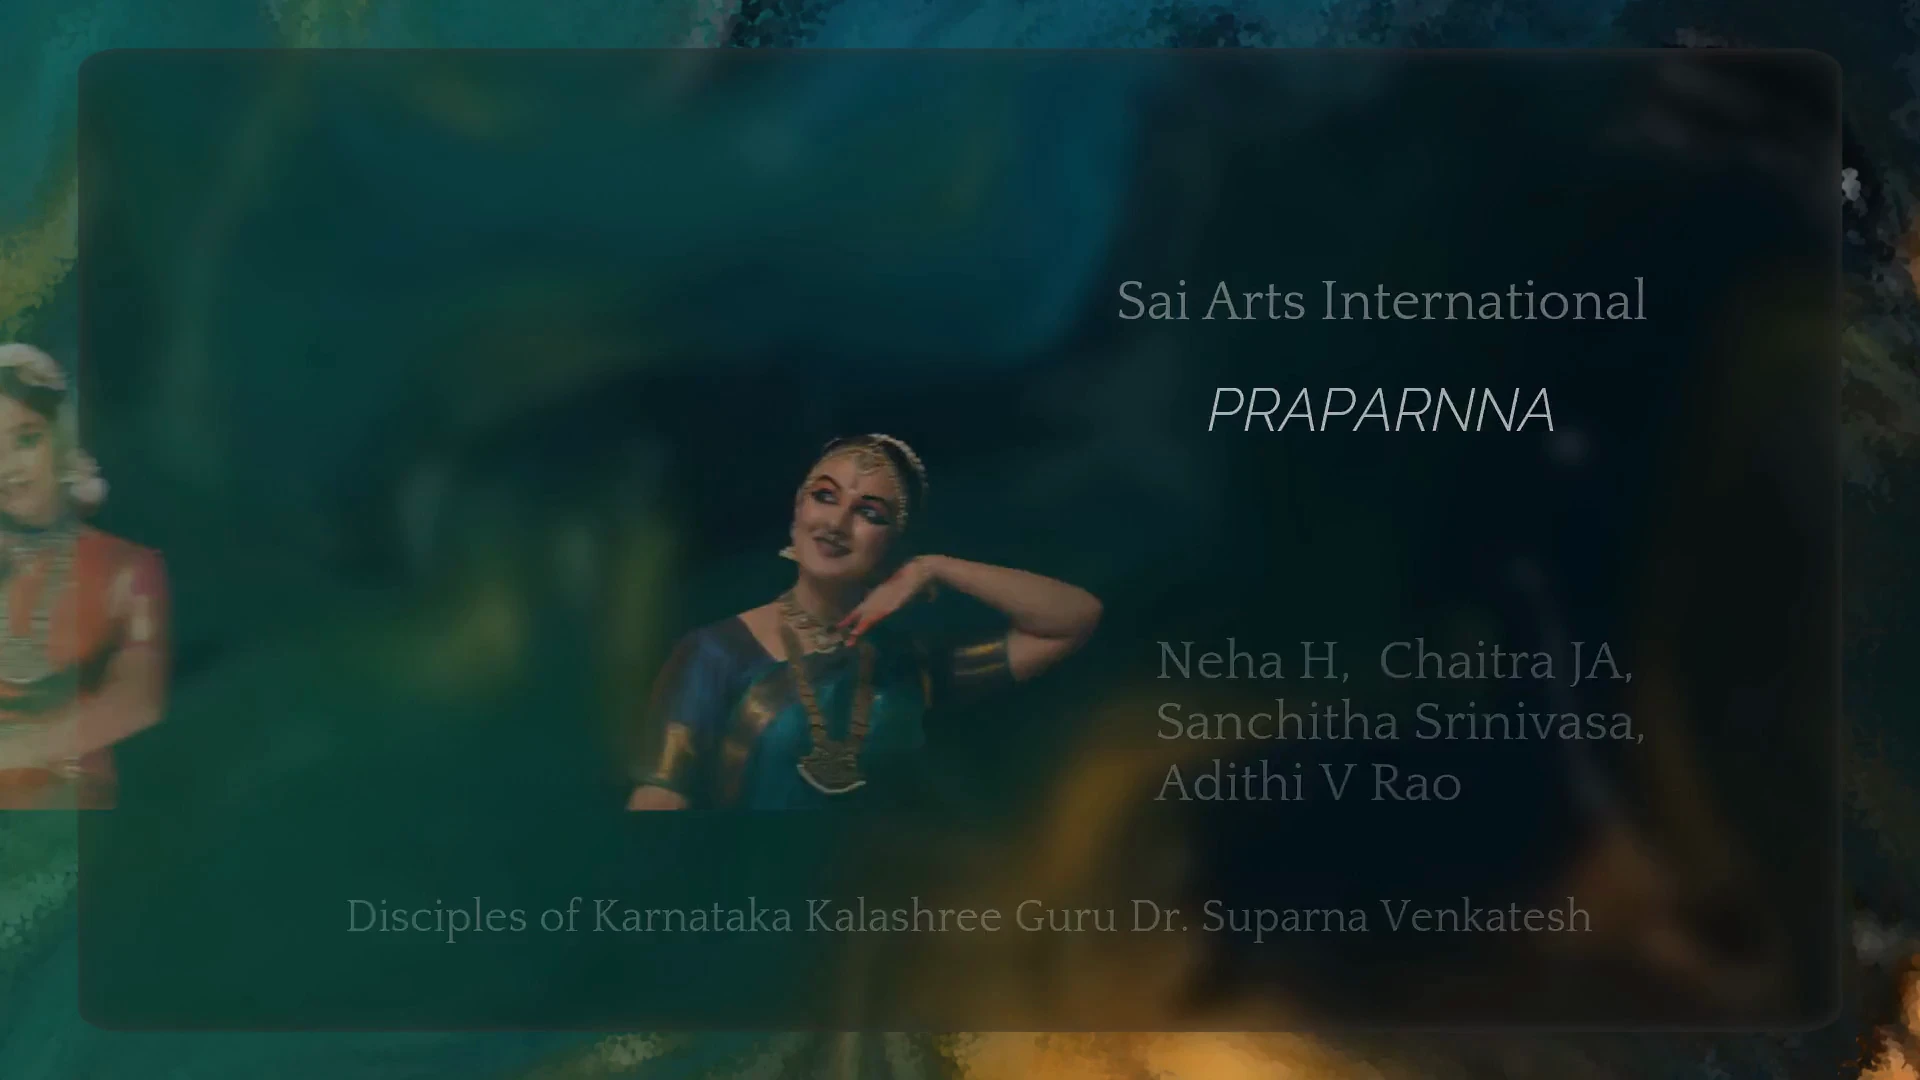 Sai Arts International
PRAPARNNA
Neha H, Chaitra JA,
Sanchitha Srinivasa,
Adithi V Rao
Disciples of Karnataka Kalashree Guru Dr. Suparna Venkatesh